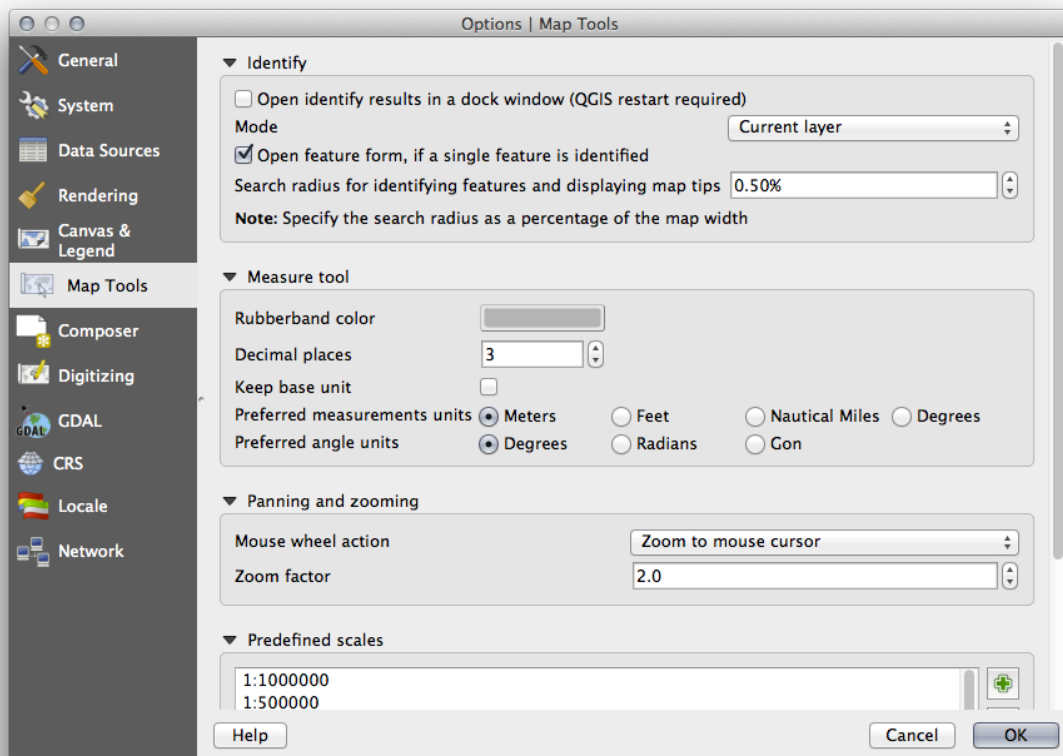 Options | Map Tools
General
System
Data Sources
Rendering
Canvas &
Legend
Map Tools
Composer
Digitizing
GDAL
GDAL
CRS
Locale
Network
Identify
Open identify results in a dock window (QGIS restart required)
Mode Current layer
Open feature form, if a single feature is identified
Search radius for identifying features and displaying map tips 0.50%
Note: Specify the search radius as a percentage of the map width
Measure tool
Rubberband color
Decimal places 3
Keep base unit
Preferred measurements units Meters Feet Nautical Miles Degrees
Preferred angle units Degrees Radians Gon
Panning and zooming
Mouse wheel action Zoom to mouse cursor
Zoom factor 2.0
Predefined scales
1:1000000
1:500000
Help Cancel OK